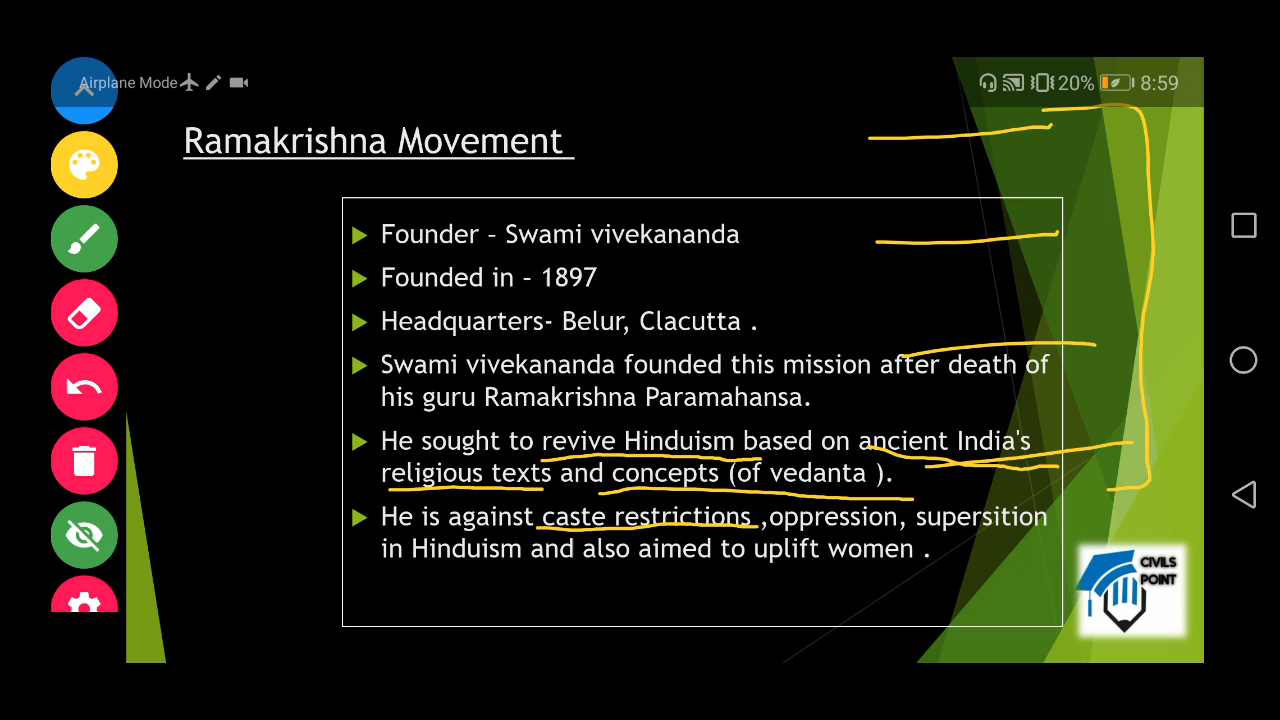 Airplane Mode 20% 8:59
Ramakrishna Movement
Founder – Swami vivekananda
Founded in – 1897
Headquarters- Belur, Clacutta .
Swami vivekananda founded this mission after death of
his guru Ramakrishna Paramahansa.
He sought to revive Hinduism based on ancient India's
religious texts and concepts (of vedanta ).
He is against caste restrictions ,oppression, supersition
in Hinduism and also aimed to uplift women .
CIVILS
POINT